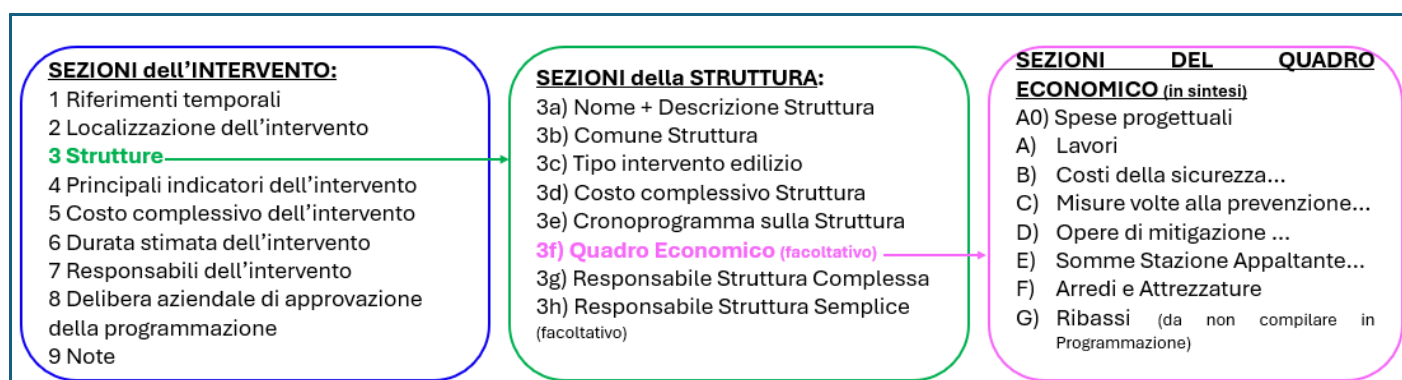 SEZIONI dell’INTERVENTO:
1 Riferimenti temporali
2 Localizzazione dell’intervento
3 Strutture
4 Principali indicatori dell’intervento
5 Costo complessivo dell’intervento
6 Durata stimata dell’intervento
7 Responsabili dell’intervento
8 Delibera aziendale di approvazione
della programmazione
9 Note
SEZIONI della STRUTTURA:
3a) Nome + Descrizione Struttura
3b) Comune Struttura
3c) Tipo intervento edilizio
3d) Costo complessivo Struttura
3e) Cronoprogramma sulla Struttura
3f) Quadro Economico (facoltativo)
3g) Responsabile Struttura Complessa
3h) Responsabile Struttura Semplice
(facoltativo)
SEZIONI DEL QUADRO
ECONOMICO (in sintesi)
A0) Spese progettuali
A) Lavori
B) Costi della sicurezza...
C) Misure volte alla prevenzione...
D) Opere di mitigazione ...
E) Somme Stazione Appaltante...
F) Arredi e Attrezzature
G) Ribassi (da non compilare in
Programmazione)